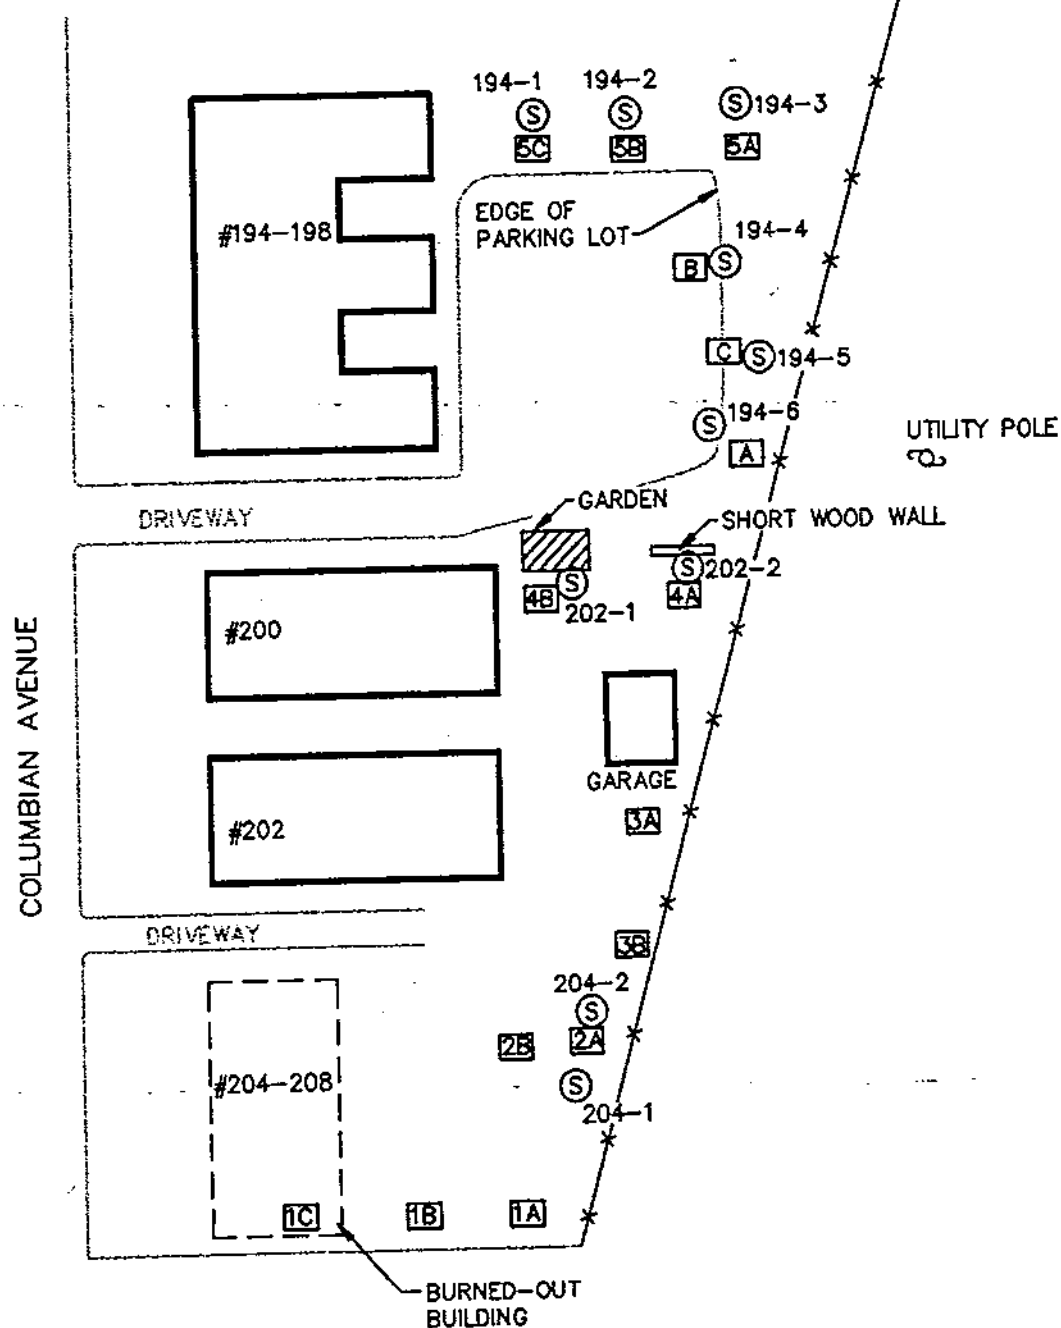 194-1
194-2
S
S
S
194-3
5C
5B
5A
EDGE OF
PARKING LOT
#194-198
194-4
B
S
C
S
194-5
194-6
S
A
UTILITY POLE
GARDEN
DRIVEWAY
SHORT WOOD WALL
S
202-2
S
4B
4A
202-1
#200
COLUMBIAN AVENUE
GARAGE
3A
#202
DRIVEWAY
3B
204-2
S
2B
2A
#204-208
S
204-1
1C
1B
1A
BURNED-OUT
BUILDING